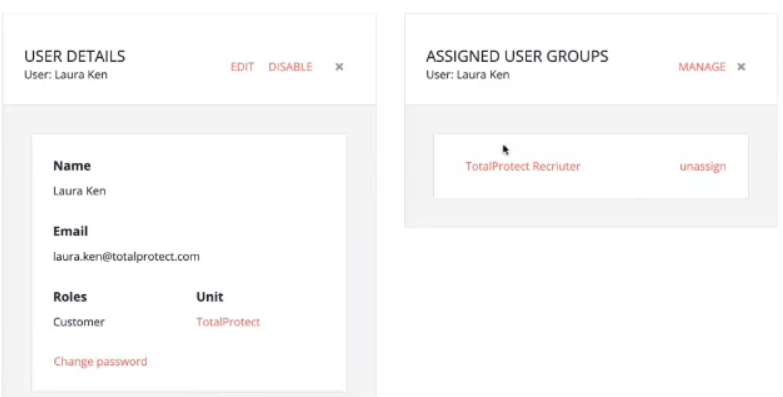 USER DETAILS
User: Laura Ken
EDIT DISABLE ×
Name
Laura Ken
Email
laura.ken@totalprotect.com
Roles Unit
Customer TotalProtect
Change password
ASSIGNED USER GROUPS
User: Laura Ken
MANAGE ×
TotalProtect Recriuter unassign